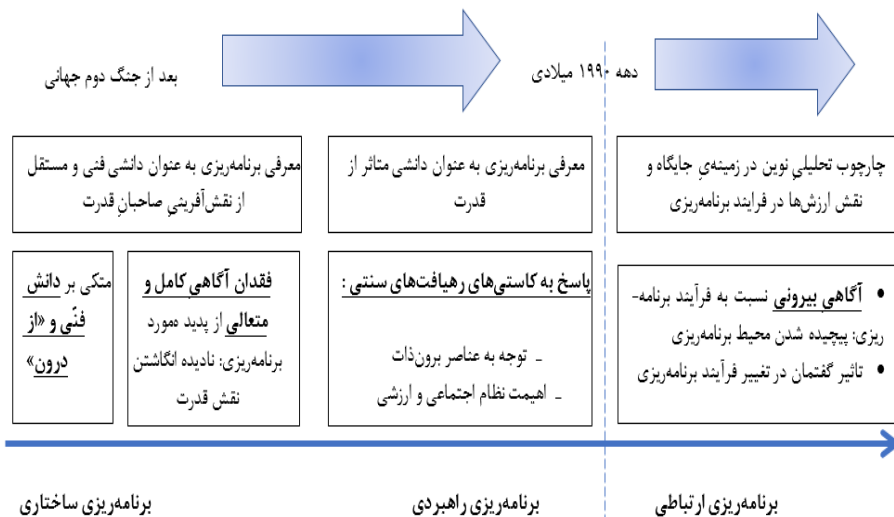 بعد از جنگ دوم جهانی
دهه ۱۹۹۰ میلادی
معرفی برنامه‌ریزی به عنوان دانشی فنی و مستقل
از نقش‌آفرینیِ صاحبانِ قدرت
معرفی برنامه‌ریزی به عنوان دانشی متاثر از
قدرت
چارچوب تحلیلیِ نوین در زمینه‌یِ جایگاه و
نقش ارزش‌ها در فرایند برنامه‌ریزی
متکی بر دانش
فنّی و «از
درون»
فقدان آگاهیِ کامل و
متعالی از پدید همورد
برنامه‌ریزی: نادیده انگاشتن
نقش قدرت
پاسخ به کاستی‌های رهیافت‌های سنتی :
_ توجه به عناصر برون‌ذات
_ اهیمت نظام اجتماعی و ارزشی
• آگاهیِ بیرونی نسبت به فرآیند برنامه-
ریزی: پیچیده شدن محیط برنامه‌ریزی
• تاثیر گفتمان در تغییر فرآیند برنامه‌ریزی
برنامه‌ریزی ساختاری
برنامه‌ریزی راهبردی
برنامه‌ریزی ارتباطی